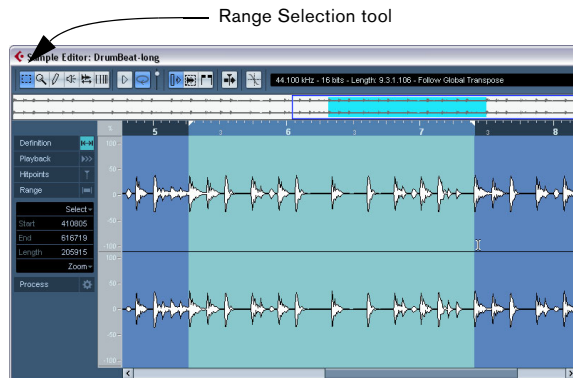 Range Selection tool
Sample Editor: DrumBeat-long
44.100 kHz - 16 bits - Length: 9.3.1.106 - Follow Global Transpose
5 3 6 3 7 3 8
Definition
Playback
Hitpoints
Range
Select
Start 410805
End 616719
Length 205915
Zoom
Process
%
100
50
-50
-100
100
50
0
-50
-100